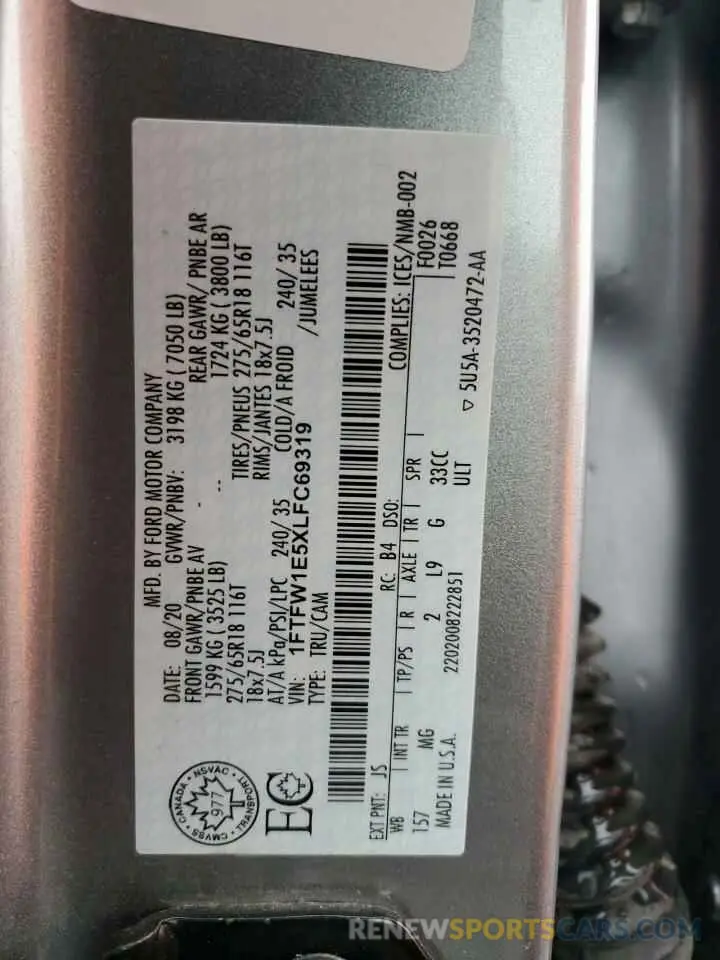 MFD. BY FORD MOTOR COMPANY
DATE: 08/20 GVWR/PNBV: 3198 KG ( 7050 LB)
FRONT GAWR/PNBE AV REAR GAWR/ PNBE AR
1599 KG ( 3525 LB) - -- 1724 KG ( 3800 LB)
275/65R18 116T TIRES/PNEUS 275/65R18 116T
18x7.5J RIMS/JANTES 18x7.5J
AT/A kPa/PSI/LPC 240/ 35 COLD/A FROID 240/ 35
VIN: 1FTFW1E5XLFC69319 /JUMELEES
TYPE: TRU/CAM
CANADA • NSVAC • TRANSPORT • CMVSS
977
EC
EXT PNT: JS RC: B4 DSO: COMPLIES: ICES/NMB-002
WB | INT TR | TP/PS | R | AXLE | TR | SPR | F0026
157 MG 2 L9 G 33CC T0668
MADE IN U.S.A. 2202008222851 ULT ▽ 5U5A-3520472-AA
RENEWSPORTSCARS.COM